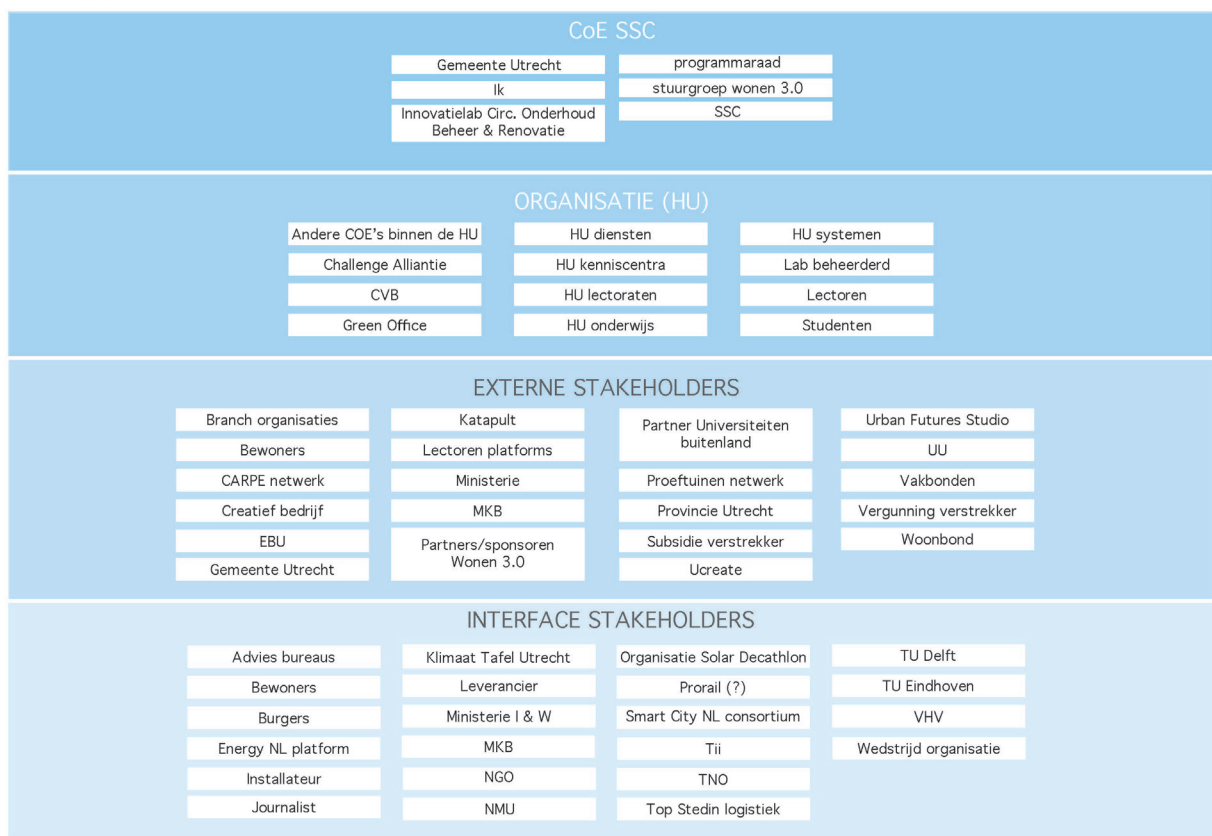 CoE SSC
Gemeente Utrecht
Ik
Innovatielab Circ. Onderhoud
Beheer & Renovatie
programmaraad
stuurgroep wonen 3.0
SSC
ORGANISATIE (HU)
Andere COE's binnen de HU
Challenge Alliantie
CVB
Green Office
HU diensten
HU kenniscentra
HU lectoraten
HU onderwijs
HU systemen
Lab beheerderd
Lectoren
Studenten
EXTERNE STAKEHOLDERS
Branch organisaties
Bewoners
CARPE netwerk
Creatief bedrijf
EBU
Gemeente Utrecht
Katapult
Lectoren platforms
Ministerie
MKB
Partners/sponsoren
Wonen 3.0
Partner Universiteiten
buitenland
Proeftuinen netwerk
Provincie Utrecht
Subsidie verstrekker
Ucreate
Urban Futures Studio
UU
Vakbonden
Vergunning verstrekker
Woonbond
INTERFACE STAKEHOLDERS
Advies bureaus
Bewoners
Burgers
Energy NL platform
Installateur
Journalist
Klimaat Tafel Utrecht
Leverancier
Ministerie I & W
MKB
NGO
NMU
Organisatie Solar Decathlon
Prorail (?)
Smart City NL consortium
Tii
TNO
Top Stedin logistiek
TU Delft
TU Eindhoven
VHV
Wedstrijd organisatie